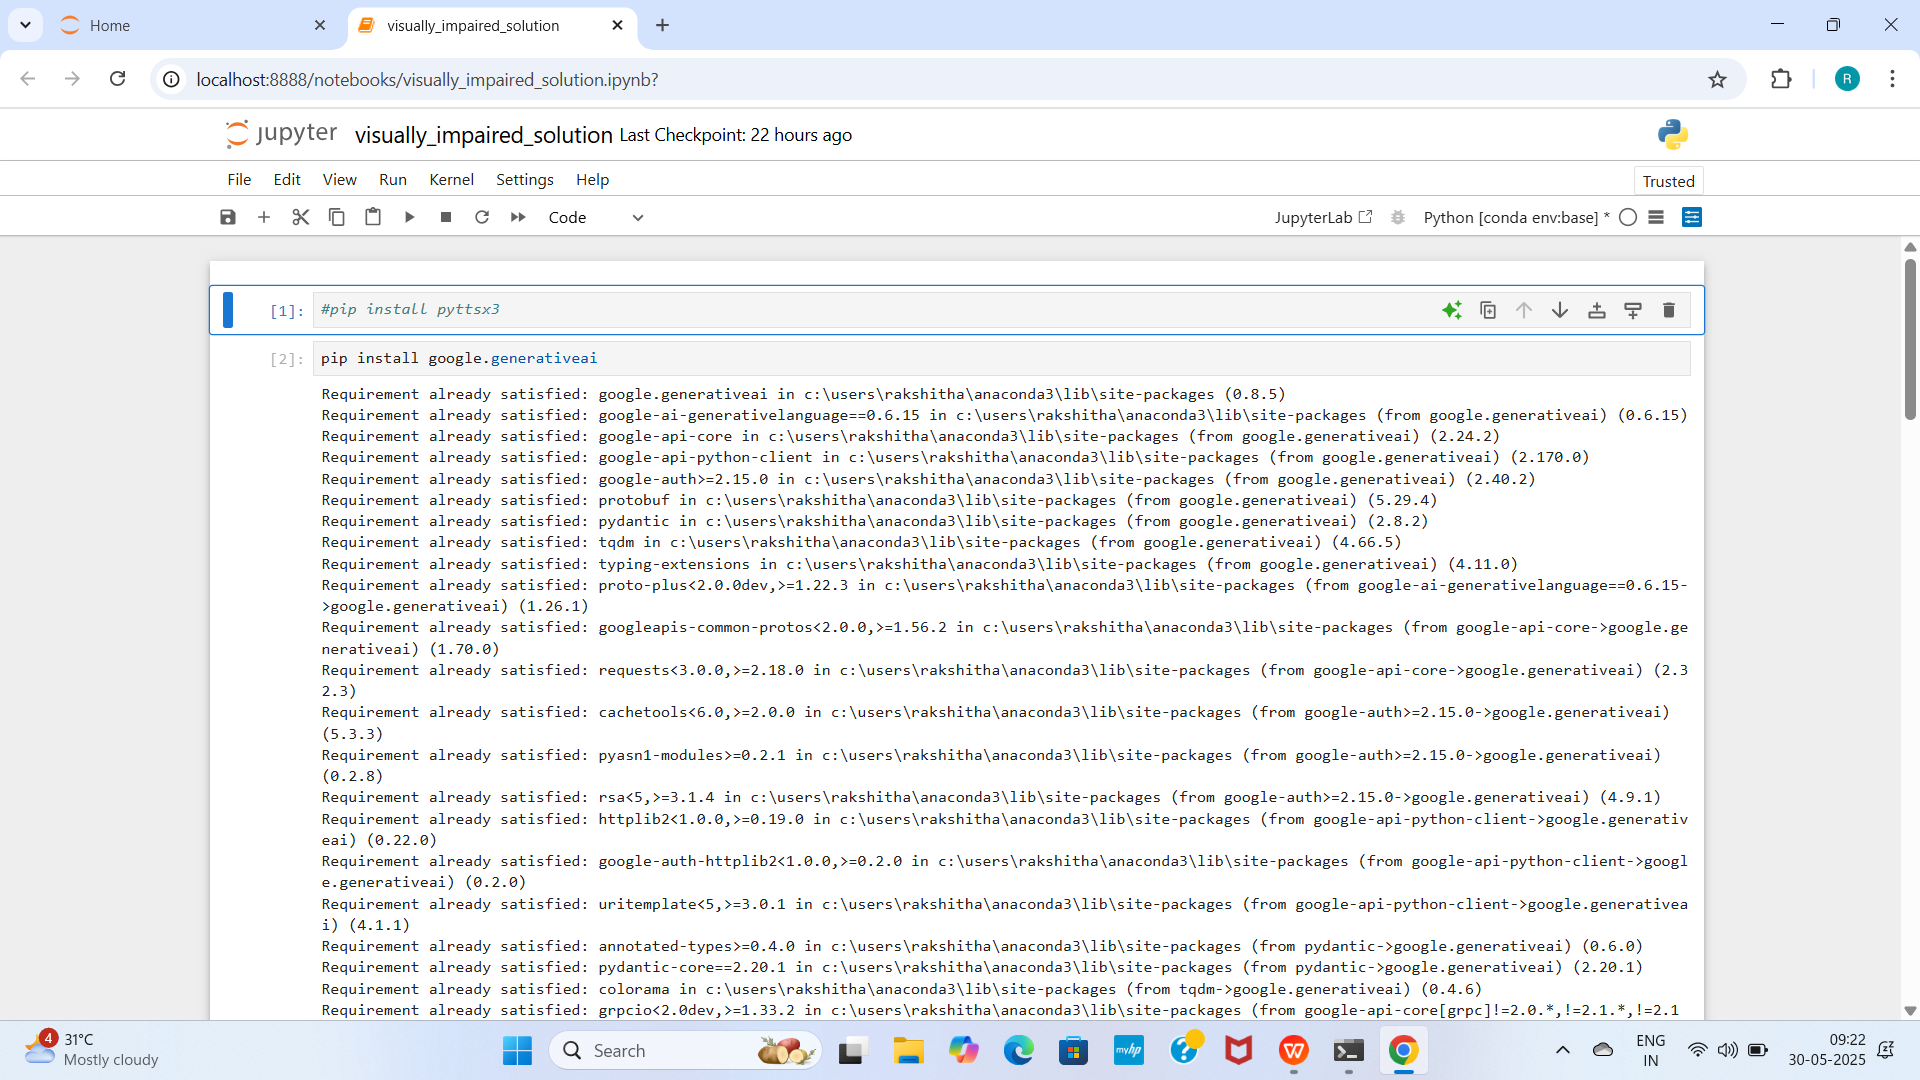 Home
visually_impaired_solution
localhost:8888/notebooks/visually_impaired_solution.ipynb?
R
jupyter visually_impaired_solution Last Checkpoint: 22 hours ago
File Edit View Run Kernel Settings Help
Trusted
Code
JupyterLab
Python [conda env:base] *
[1]: #pip install pyttsx3
[2]: pip install google.generativeai
Requirement already satisfied: google.generativeai in c:\users\rakshitha\anaconda3\lib\site-packages (0.8.5)
Requirement already satisfied: google-ai-generativelanguage==0.6.15 in c:\users\rakshitha\anaconda3\lib\site-packages (from google.generativeai) (0.6.15)
Requirement already satisfied: google-api-core in c:\users\rakshitha\anaconda3\lib\site-packages (from google.generativeai) (2.24.2)
Requirement already satisfied: google-api-python-client in c:\users\rakshitha\anaconda3\lib\site-packages (from google.generativeai) (2.170.0)
Requirement already satisfied: google-auth>=2.15.0 in c:\users\rakshitha\anaconda3\lib\site-packages (from google.generativeai) (2.40.2)
Requirement already satisfied: protobuf in c:\users\rakshitha\anaconda3\lib\site-packages (from google.generativeai) (5.29.4)
Requirement already satisfied: pydantic in c:\users\rakshitha\anaconda3\lib\site-packages (from google.generativeai) (2.8.2)
Requirement already satisfied: tqdm in c:\users\rakshitha\anaconda3\lib\site-packages (from google.generativeai) (4.66.5)
Requirement already satisfied: typing-extensions in c:\users\rakshitha\anaconda3\lib\site-packages (from google.generativeai) (4.11.0)
Requirement already satisfied: proto-plus<2.0.0dev,>=1.22.3 in c:\users\rakshitha\anaconda3\lib\site-packages (from google-ai-generativelanguage==0.6.15-
>google.generativeai) (1.26.1)
Requirement already satisfied: googleapis-common-protos<2.0.0,>=1.56.2 in c:\users\rakshitha\anaconda3\lib\site-packages (from google-api-core->google.ge
nerativeai) (1.70.0)
Requirement already satisfied: requests<3.0.0,>=2.18.0 in c:\users\rakshitha\anaconda3\lib\site-packages (from google-api-core->google.generativeai) (2.3
2.3)
Requirement already satisfied: cachetools<6.0,>=2.0.0 in c:\users\rakshitha\anaconda3\lib\site-packages (from google-auth>=2.15.0->google.generativeai)
(5.3.3)
Requirement already satisfied: pyasn1-modules>=0.2.1 in c:\users\rakshitha\anaconda3\lib\site-packages (from google-auth>=2.15.0->google.generativeai)
(0.2.8)
Requirement already satisfied: rsa<5,>=3.1.4 in c:\users\rakshitha\anaconda3\lib\site-packages (from google-auth>=2.15.0->google.generativeai) (4.9.1)
Requirement already satisfied: httplib2<1.0.0,>=0.19.0 in c:\users\rakshitha\anaconda3\lib\site-packages (from google-api-python-client->google.generativ
eai) (0.22.0)
Requirement already satisfied: google-auth-httplib2<1.0.0,>=0.2.0 in c:\users\rakshitha\anaconda3\lib\site-packages (from google-api-python-client->googl
e.generativeai) (0.2.0)
Requirement already satisfied: uritemplate<5,>=3.0.1 in c:\users\rakshitha\anaconda3\lib\site-packages (from google-api-python-client->google.generativea
i) (4.1.1)
Requirement already satisfied: annotated-types>=0.4.0 in c:\users\rakshitha\anaconda3\lib\site-packages (from pydantic->google.generativeai) (0.6.0)
Requirement already satisfied: pydantic-core==2.20.1 in c:\users\rakshitha\anaconda3\lib\site-packages (from pydantic->google.generativeai) (2.20.1)
Requirement already satisfied: colorama in c:\users\rakshitha\anaconda3\lib\site-packages (from tqdm->google.generativeai) (0.4.6)
Requirement already satisfied: grpcio<2.0dev,>=1.33.2 in c:\users\rakshitha\anaconda3\lib\site-packages (from google-api-core[grpc]!=2.0.*,!=2.1.*,!=2.1
4
31°C
Mostly cloudy
Search
myhp
ENG
IN
09:22
30-05-2025